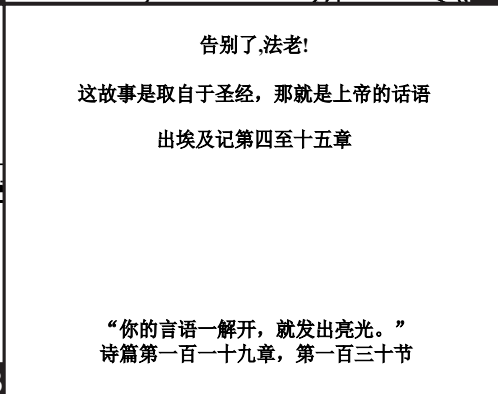 告别了,法老!
这故事是取自于圣经，那就是上帝的话语
出埃及记第四至十五章
“你的言语一解开，就发出亮光。”
诗篇第一百一十九章，第一百三十节